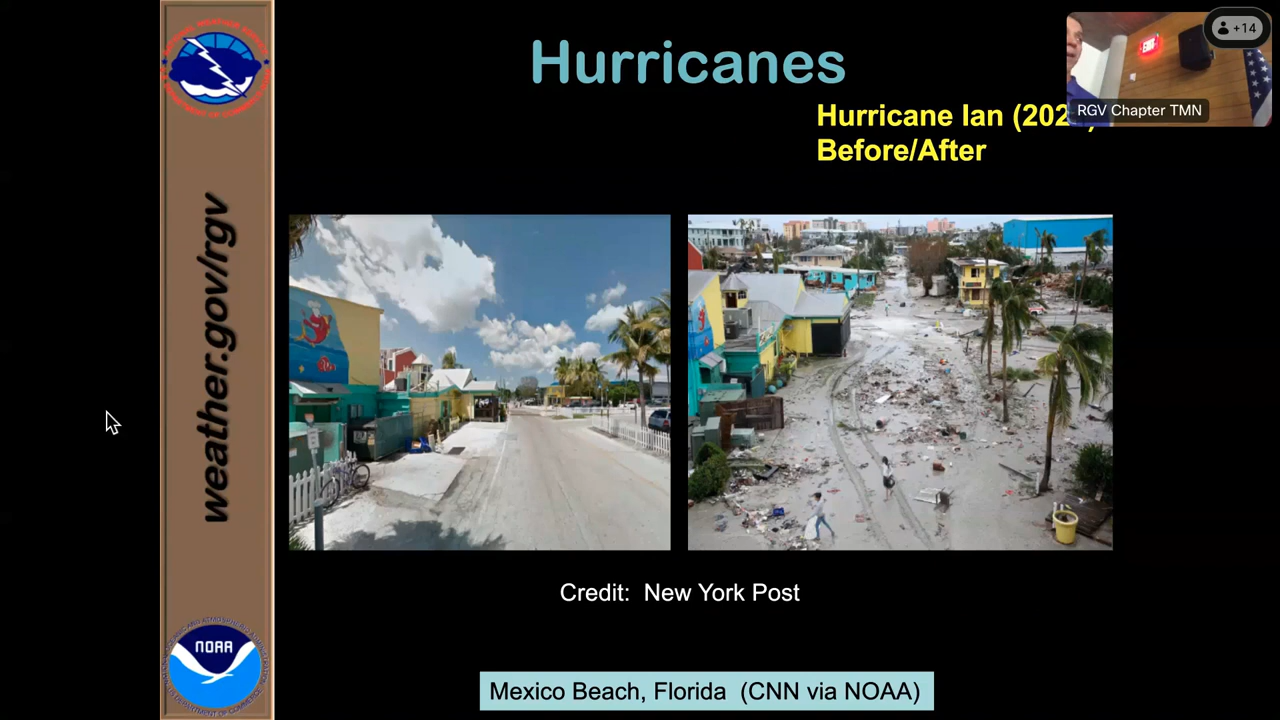 Hurricanes
+14
EXIT
RGV Chapter TMN
Hurricane Ian (202
Before/After
weather.gov/rgv
NOAA
Credit: New York Post
Mexico Beach, Florida (CNN via NOAA)